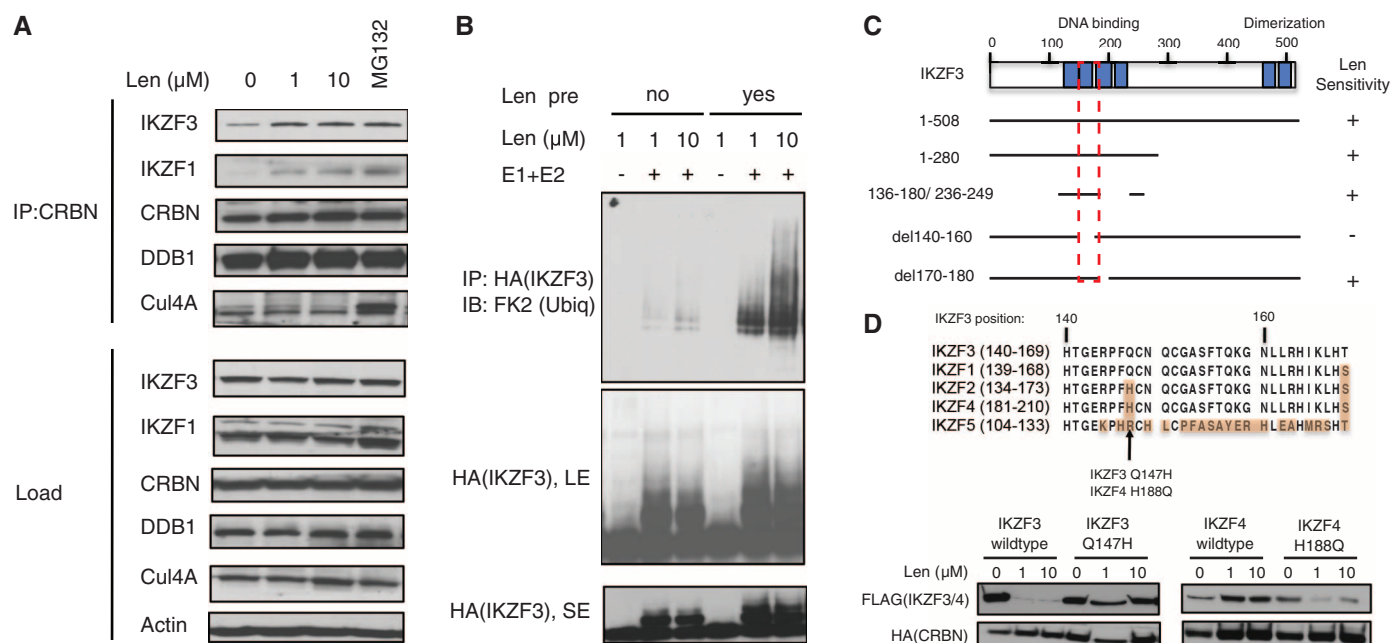 A
Len (µM) 0 1 10 MG132
IP:CRBN
IKZF3
IKZF1
CRBN
DDB1
Cul4A
Load
IKZF3
IKZF1
CRBN
DDB1
Cul4A
Actin
B
Len pre no yes
Len (µM) 1 1 10 1 1 10
E1+E2 - + + - + +
IP: HA(IKZF3)
IB: FK2 (Ubiq)
HA(IKZF3), LE
HA(IKZF3), SE
C
DNA binding Dimerization
0 100 200 300 400 500
IKZF3
Len
Sensitivity
1-508 +
1-280 +
136-180/ 236-249 +
del140-160 -
del170-180 +
D
IKZF3 position: 140 160
IKZF3 (140-169) HTGERPFQCN QCGASFTQKG NLLRHIKLHT
IKZF1 (139-168) HTGERPFQCN QCGASFTQKG NLLRHIKLHS
IKZF2 (134-173) HTGERPFHCN QCGASFTQKG NLLRHIKLHS
IKZF4 (181-210) HTGERPFHCN QCGASFTQKG NLLRHIKLHS
IKZF5 (104-133) HTGEKPHRCH LCPFASAYER HLEAHMRSHT
IKZF3 Q147H
IKZF4 H188Q
IKZF3 wildtype IKZF3 Q147H IKZF4 wildtype IKZF4 H188Q
Len (µM) 0 1 10 0 1 10 0 1 10 0 1 10
FLAG(IKZF3/4)
HA(CRBN)